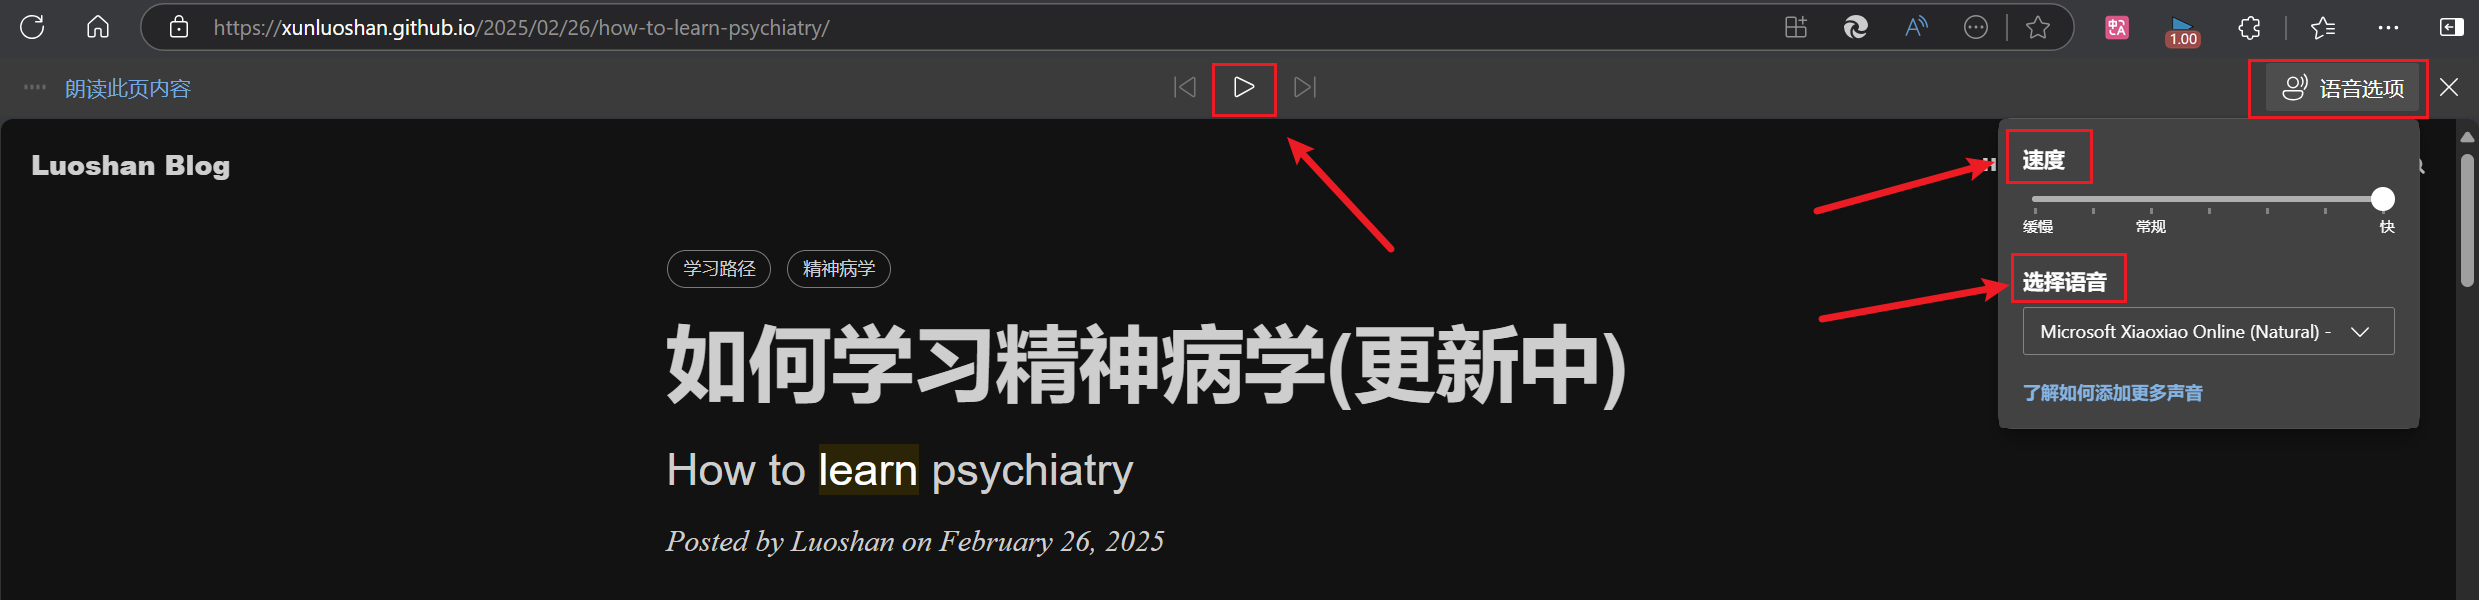 https://xunluoshan.github.io/2025/02/26/how-to-learn-psychiatry/
1.00
朗读此页内容
语音选项
Luoshan Blog
速度
缓慢
常规
快
选择语音
Microsoft Xiaoxiao Online (Natural) -
了解如何添加更多声音
学习路径
精神病学
如何学习精神病学(更新中)
How to learn psychiatry
Posted by Luoshan on February 26, 2025